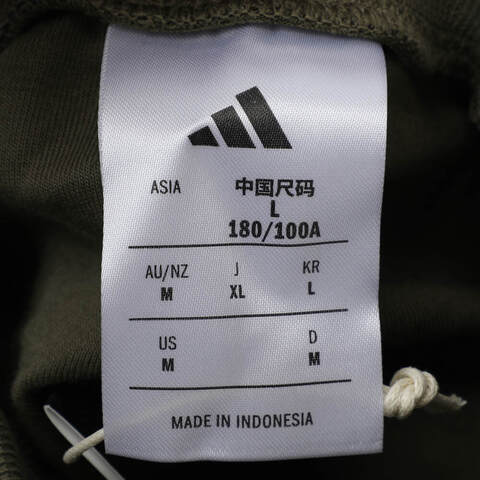 ASIA 中国尺码
L
180/100A
AU/NZ J KR
M XL L
US D
M M
MADE IN INDONESIA